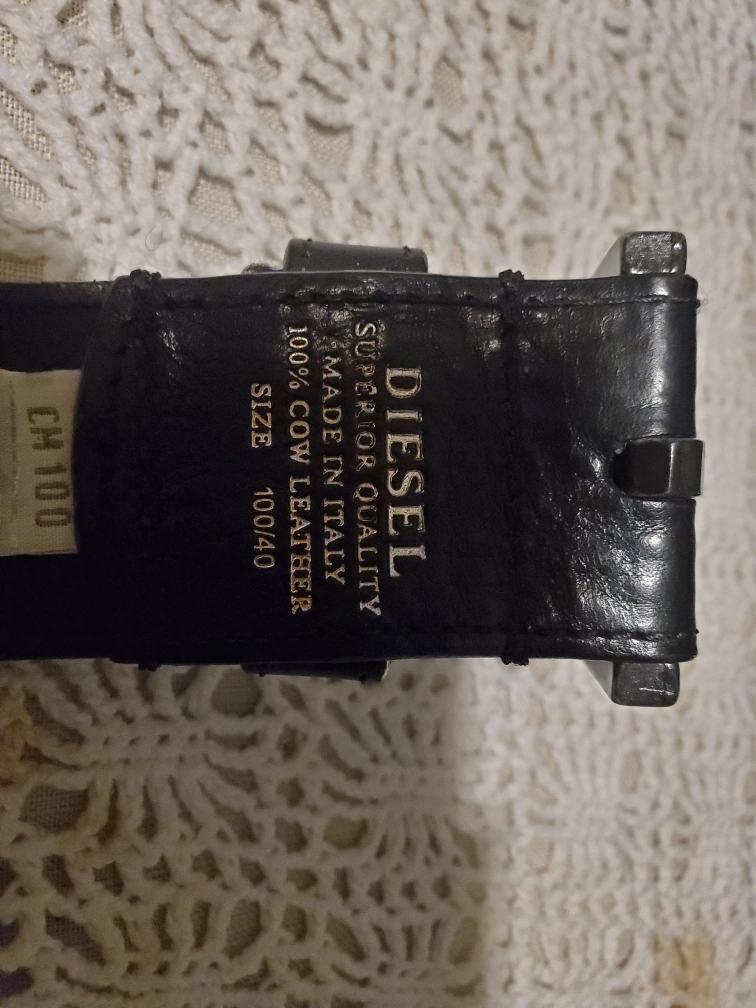 DIESEL
SUPERIOR QUALITY
MADE IN ITALY
100% COW LEATHER
SIZE 100/40
CM 100